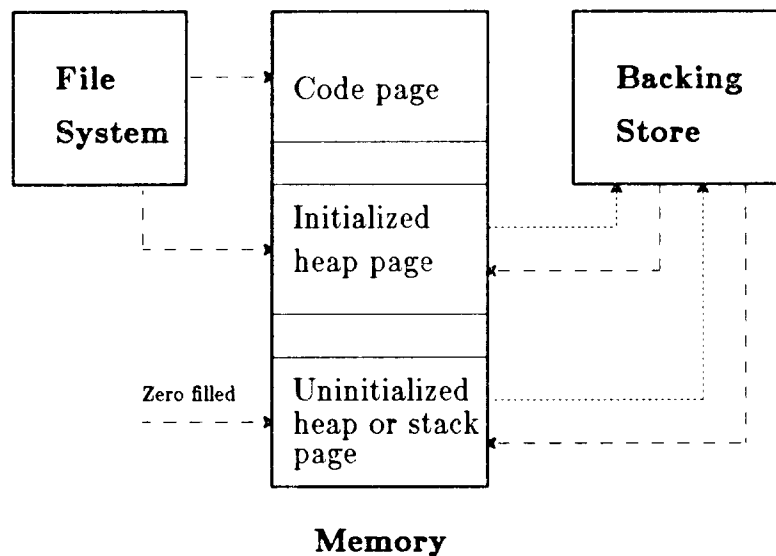 File
System
Code page
Backing
Store
Initialized
heap page
Zero filled
Uninitialized
heap or stack
page
Memory